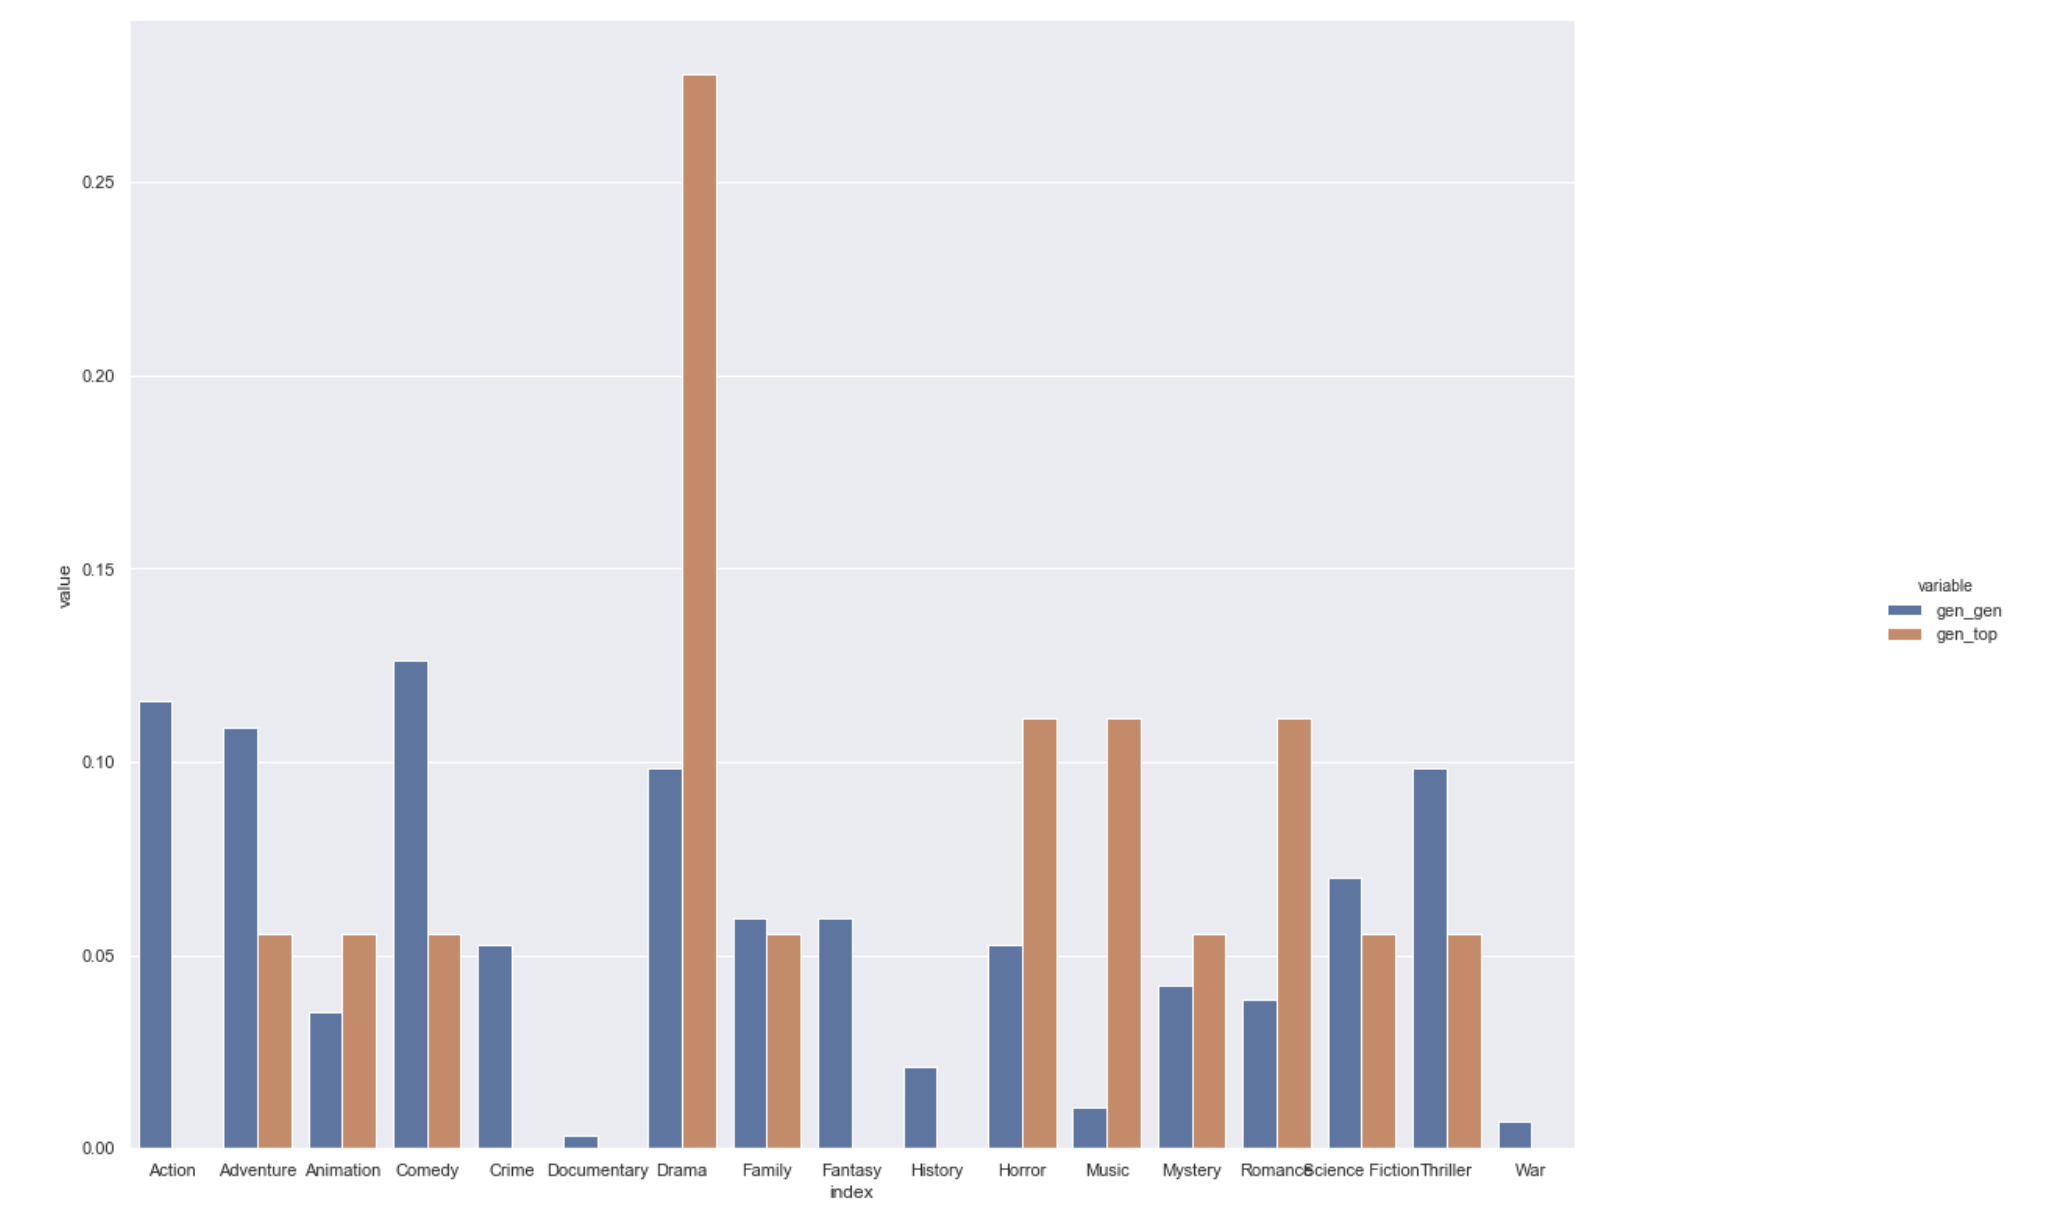 0.25
0.20
0.15
0.10
0.05
0.00
value
Action Adventure Animation Comedy Crime Documentary Drama Family Fantasy History Horror Music Mystery Romance Science Fiction Thriller War
index
variable
gen_gen
gen_top